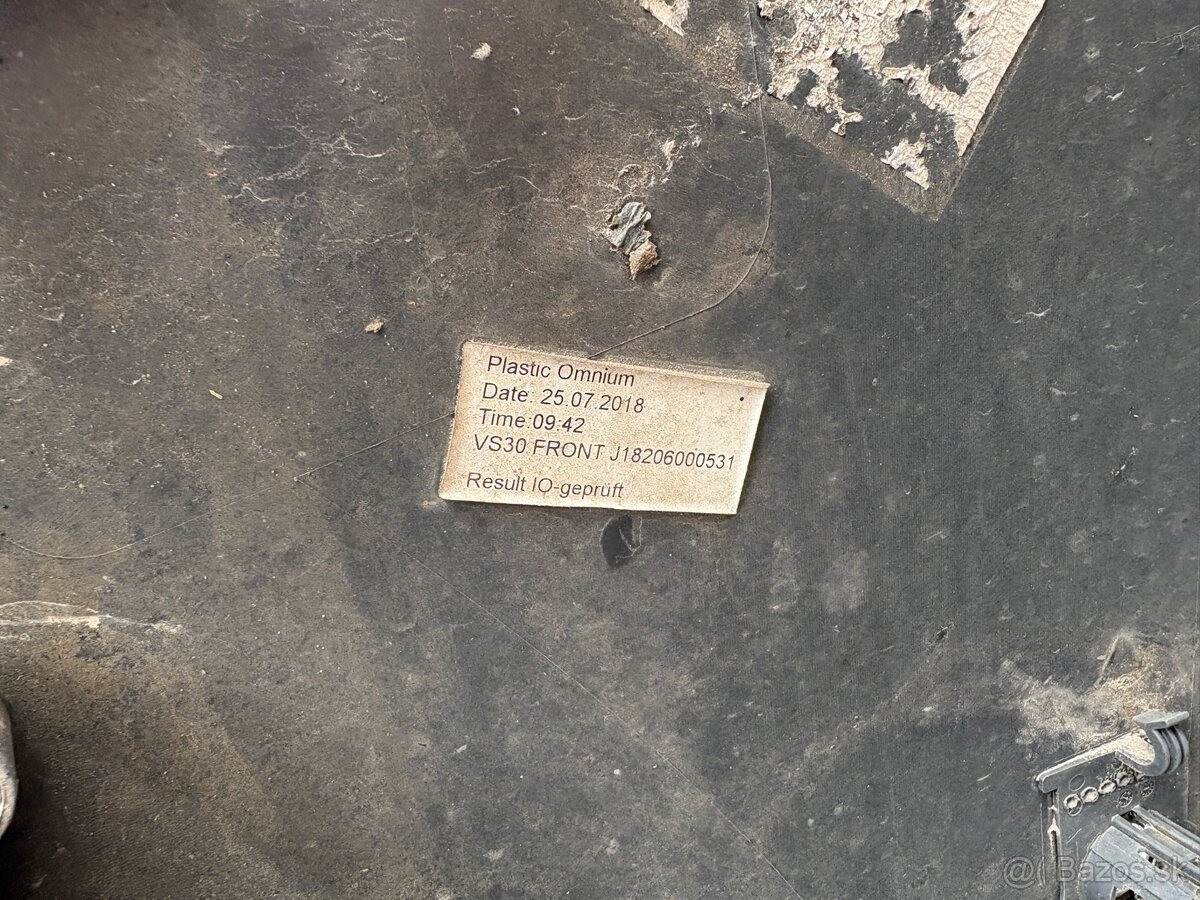 Plastic Omnium
Date: 25.07.2018
Time:09:42
VS30 FRONT J18206000531
Result IO-geprüft
@ Bazos.sk